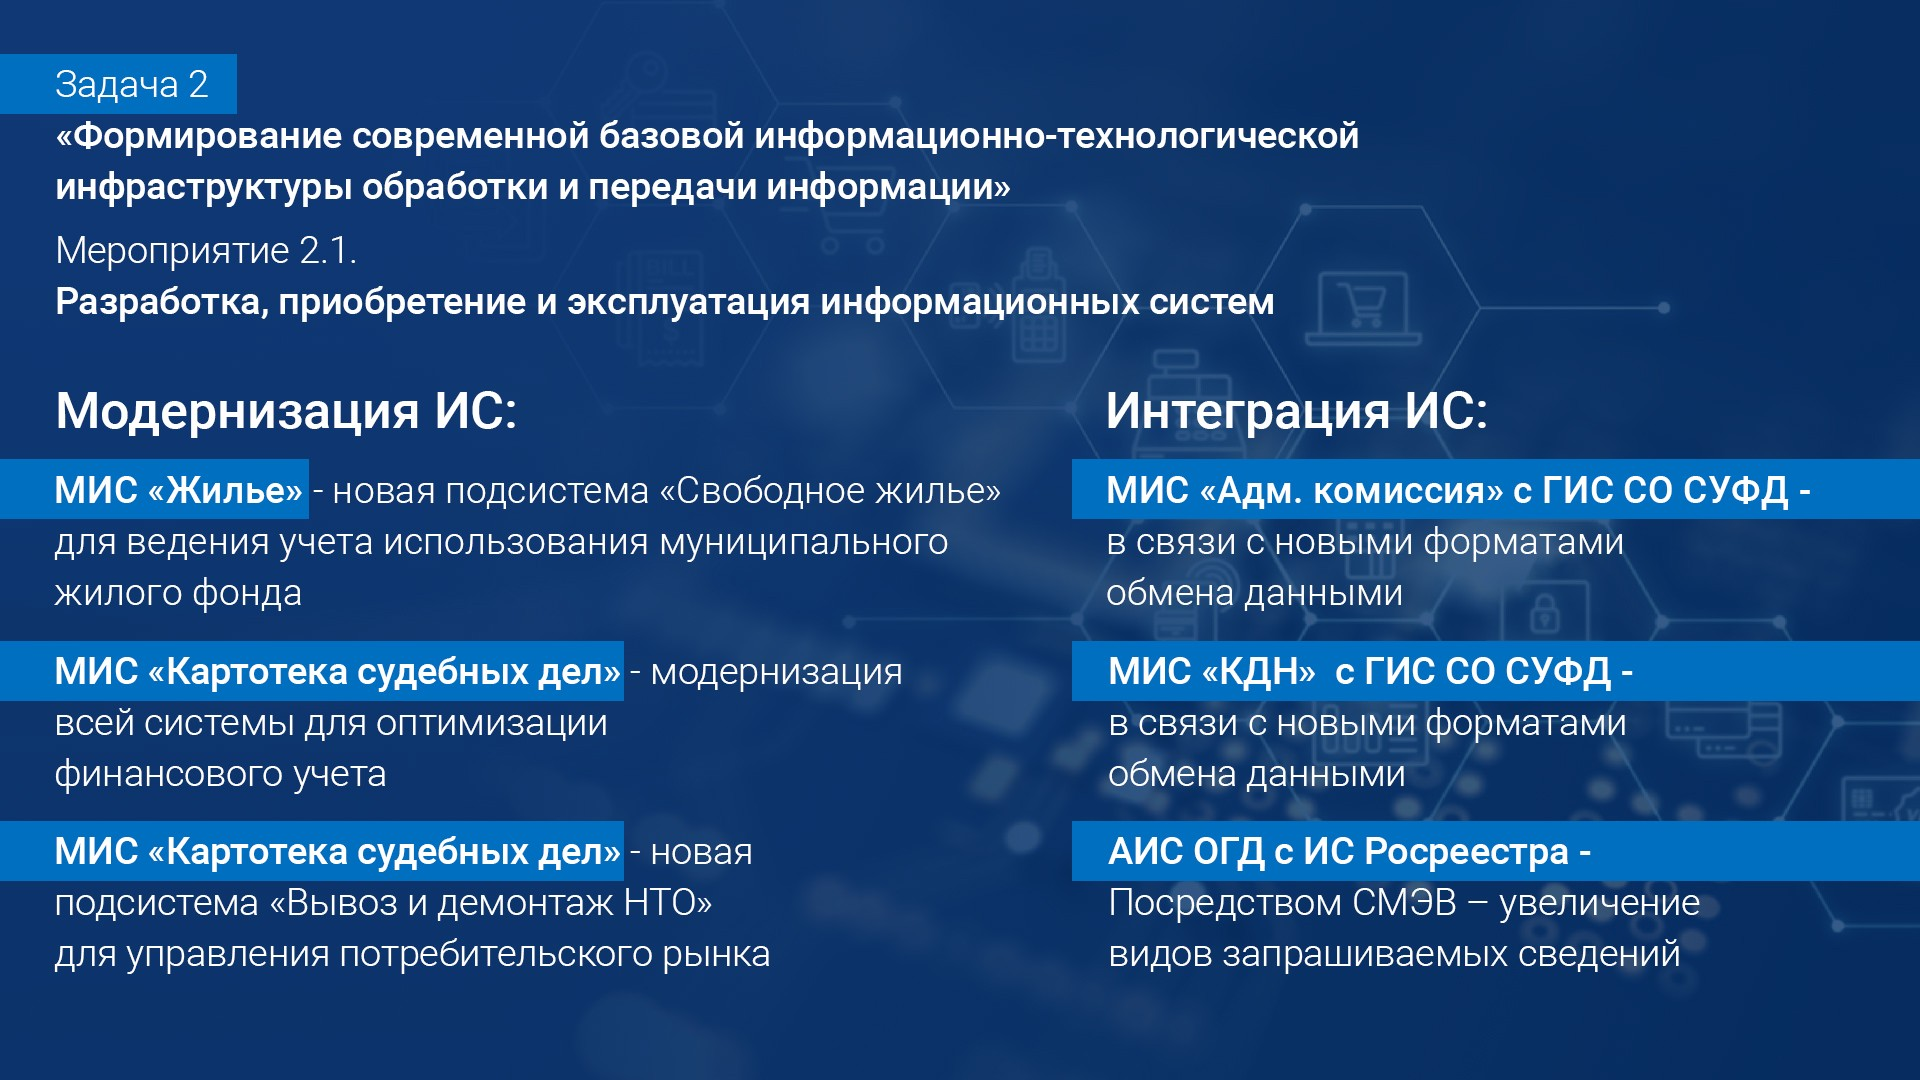 Задача 2
«Формирование современной базовой информационно-технологической
инфраструктуры обработки и передачи информации»
Мероприятие 2.1.
Разработка, приобретение и эксплуатация информационных систем
Модернизация ИС:
МИС «Жилье» - новая подсистема «Свободное жилье»
для ведения учета использования муниципального
жилого фонда
МИС «Картотека судебных дел» - модернизация
всей системы для оптимизации
финансового учета
МИС «Картотека судебных дел» - новая
подсистема «Вывоз и демонтаж НТО»
для управления потребительского рынка
Интеграция ИС:
МИС «Адм. комиссия» с ГИС СО СУФД -
в связи с новыми форматами
обмена данными
МИС «КДН»  с ГИС СО СУФД -
в связи с новыми форматами
обмена данными
АИС ОГД с ИС Росреестра -
Посредством СМЭВ – увеличение
видов запрашиваемых сведений
BILL